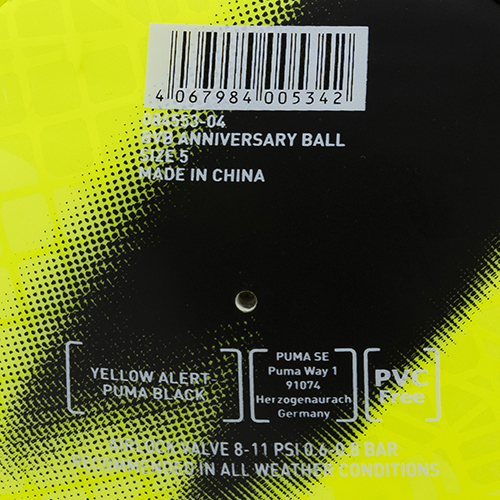 4 067984 005342
084553-04
BVB ANNIVERSARY BALL
SIZE 5
MADE IN CHINA
YELLOW ALERT-
PUMA BLACK
PUMA SE
Puma Way 1
91074
Herzogenaurach
Germany
PVC
Free
AIRLOCK VALVE 8-11 PSI 0.6-0.8 BAR
RECOMMENDED IN ALL WEATHER CONDITIONS